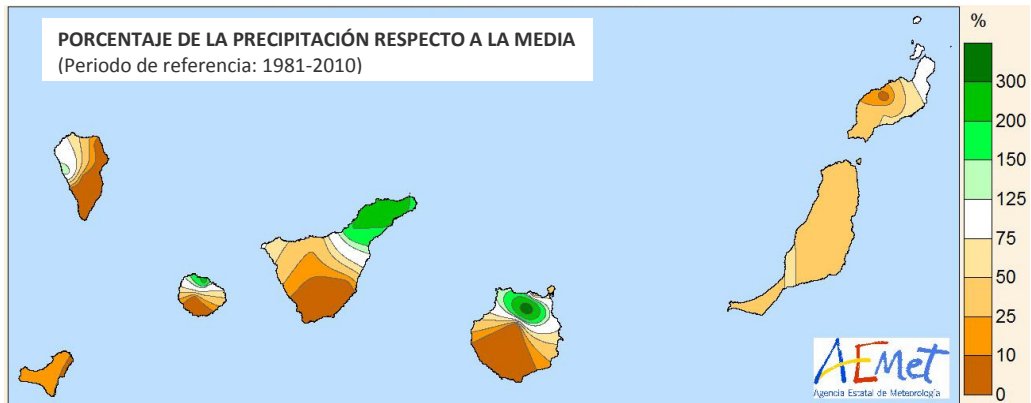 PORCENTAJE DE LA PRECIPITACIÓN RESPECTO A LA MEDIA
(Periodo de referencia: 1981-2010)
%
300
200
150
125
75
50
25
10
0
AEMet
Agencia Estatal de Meteorología